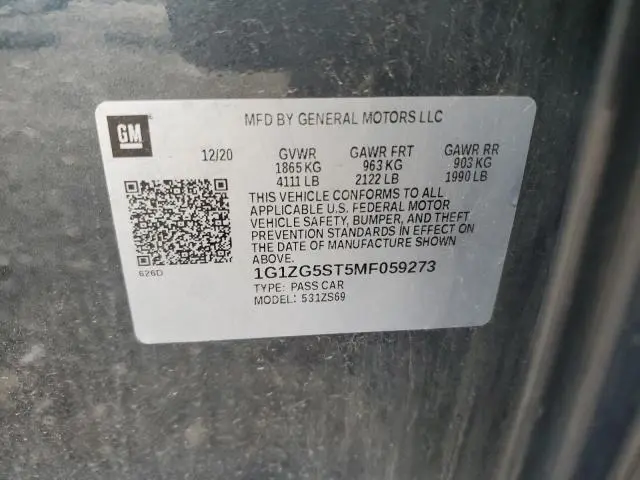 GM
MFD BY GENERAL MOTORS LLC
12/20 GVWR GAWR FRT GAWR RR
1865 KG 963 KG 903 KG
4111 LB 2122 LB 1990 LB
THIS VEHICLE CONFORMS TO ALL
APPLICABLE U.S. FEDERAL MOTOR
VEHICLE SAFETY, BUMPER, AND THEFT
PREVENTION STANDARDS IN EFFECT ON
THE DATE OF MANUFACTURE SHOWN
ABOVE.
626D
1G1ZG5ST5MF059273
TYPE: PASS CAR
MODEL: 531ZS69